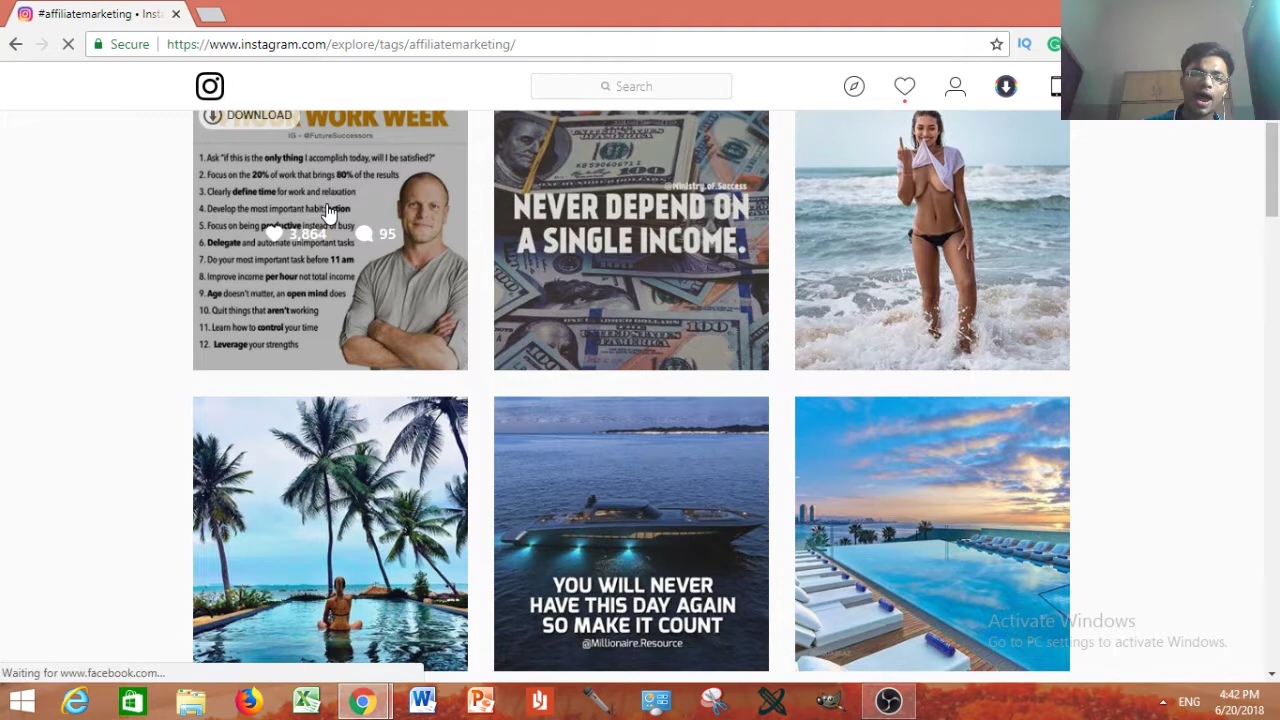 #affiliatemarketing • Insta
Secure
https://www.instagram.com/explore/tags/affiliatemarketing/
IQ
Search
DOWNLOAD
WORK WEEK
IG - @FutureSuccessors
1. Ask "if this is the only thing I accomplish today, will I be satisfied?"
2. Focus on the 20% of work that brings 80% of the results
3. Clearly define time for work and relaxation
4. Develop the most important habit
5. Focus on being productive instead of busy
3,864
95
6. Delegate and automate unimportant tasks
7. Do your most important task before 11 am
8. Improve income per hour not total income
9. Age doesn't matter, an open mind does
10. Quit things that aren't working
11. Learn how to control your time
12. Leverage your strengths
@Ministry.of.Success
NEVER DEPEND ON
A SINGLE INCOME.
YOU WILL NEVER
HAVE THIS DAY AGAIN
SO MAKE IT COUNT
@Millionaire.Resource
Activate Windows
Go to PC settings to activate Windows.
Waiting for www.facebook.com...
ENG
4:42 PM
6/20/2018